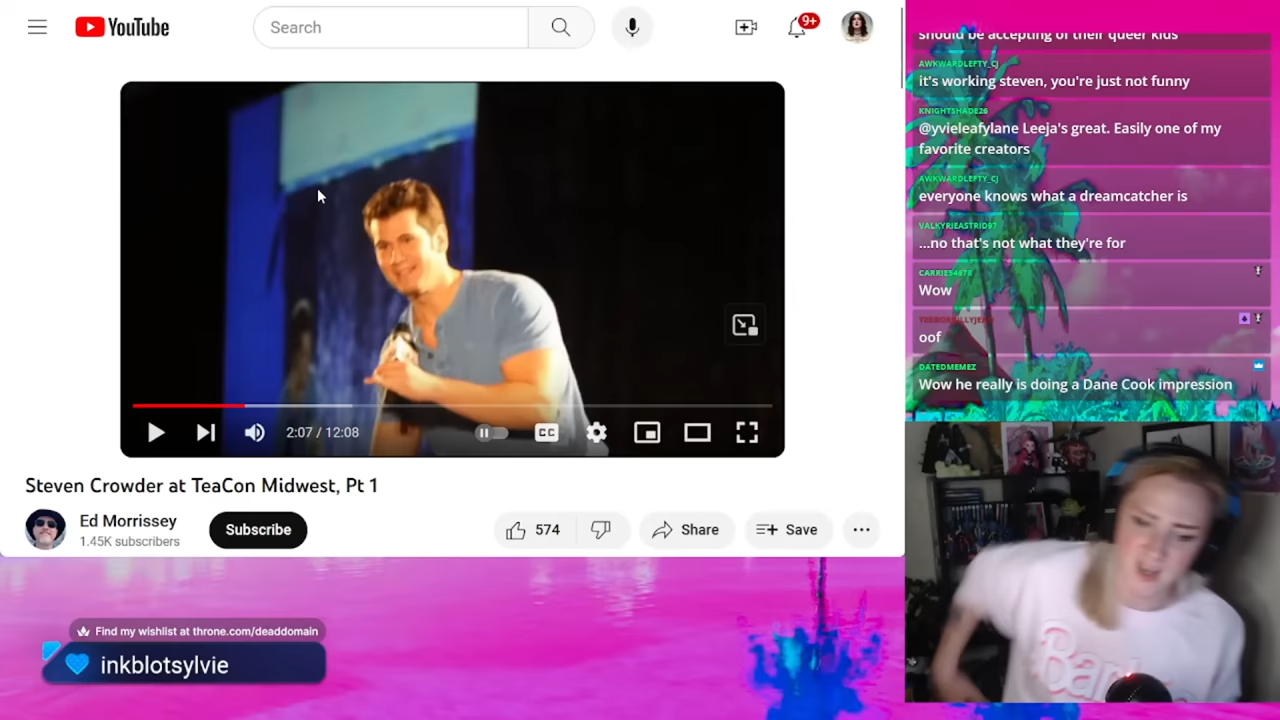 YouTube
Search
9+
2:07 / 12:08
CC
Steven Crowder at TeaCon Midwest, Pt 1
Ed Morrissey
1.45K subscribers
Subscribe
574
Share
Save
Find my wishlist at throne.com/deaddomain
inkblotsylvie
should be accepting of their queer kids
AWKWARDLEFTY_CJ
it's working steven, you're just not funny
KNIGHTSHADE26
@yvieleafylane Leeja's great. Easily one of my
favorite creators
AWKWARDLEFTY_CJ
everyone knows what a dreamcatcher is
VALKYRIEASTRID97
...no that's not what they're for
CARRIE54678
Wow
oof
DATEDMEMEZ
Wow he really is doing a Dane Cook impression
Barbie